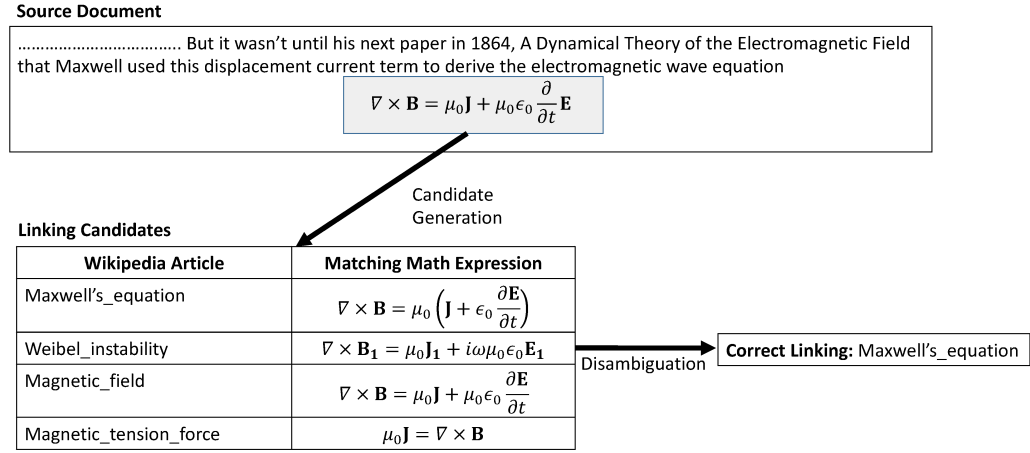 Source Document
……………………………..….. But it wasn’t until his next paper in 1864, A Dynamical Theory of the Electromagnetic Field
that Maxwell used this displacement current term to derive the electromagnetic wave equation
∇ × B = μ₀J + μ₀ϵ₀ ∂/∂t E
Candidate
Generation
Linking Candidates
Wikipedia Article Matching Math Expression
Maxwell’s_equation ∇ × B = μ₀(J + ϵ₀ ∂E/∂t)
Weibel_instability ∇ × B₁ = μ₀J₁ + iωμ₀ϵ₀E₁
Magnetic_field ∇ × B = μ₀J + μ₀ϵ₀ ∂E/∂t
Magnetic_tension_force μ₀J = ∇ × B
Disambiguation
Correct Linking: Maxwell’s_equation